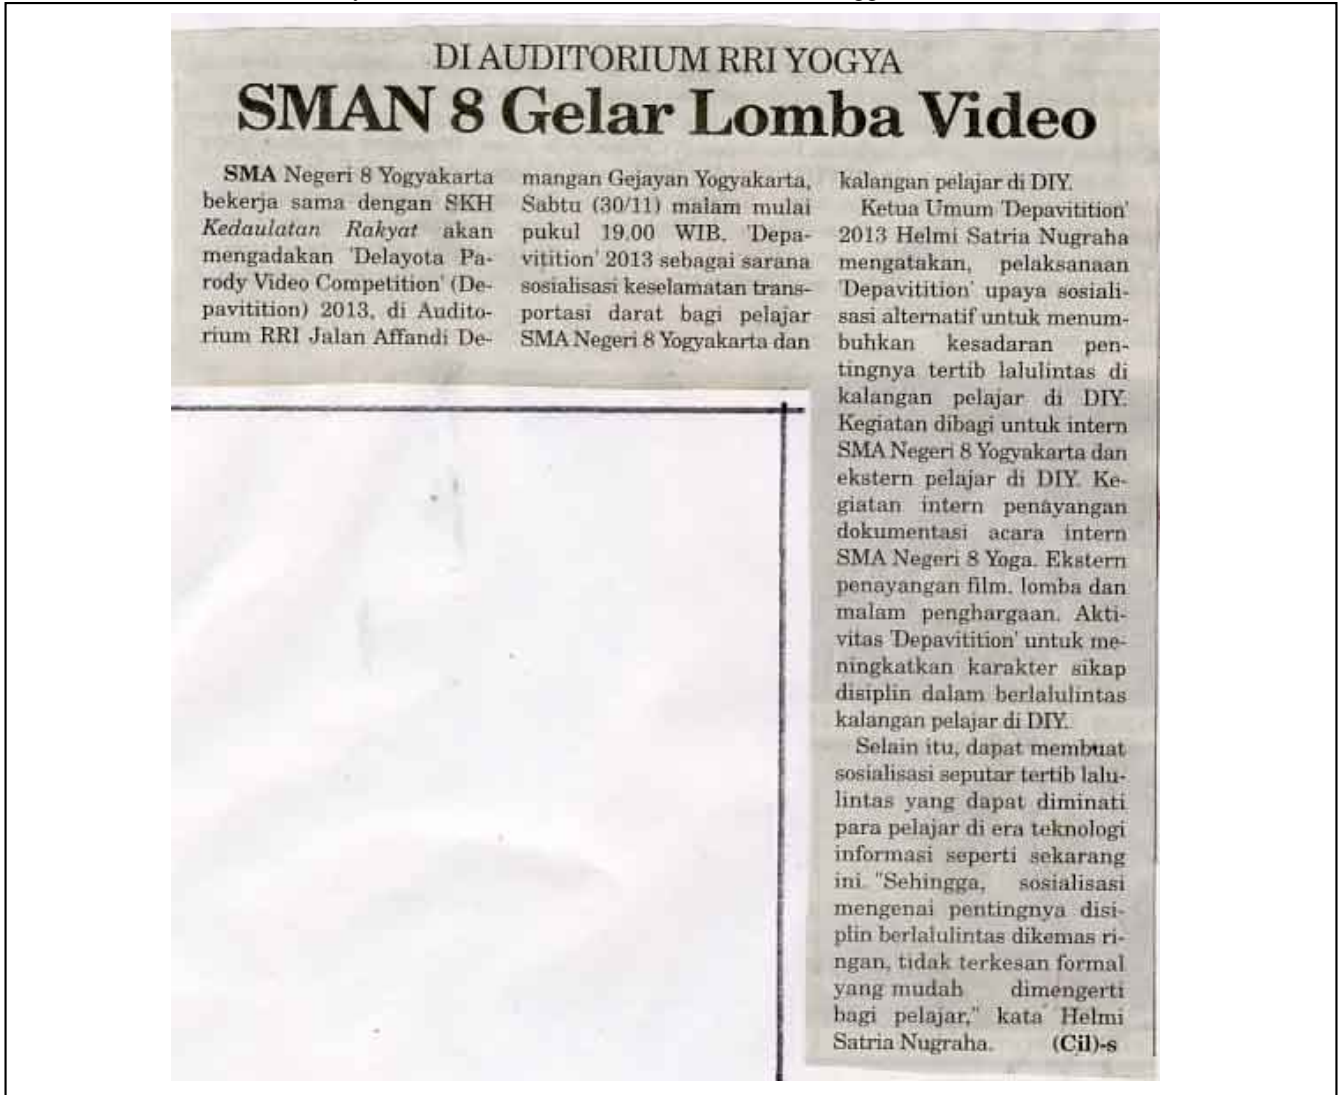 DI AUDITORIUM RRI YOGYA
SMAN 8 Gelar Lomba Video
SMA Negeri 8 Yogyakarta
bekerja sama dengan SKH
Kedaulatan Rakyat akan
mengadakan 'Delayota Pa-
rody Video Competition' (De-
pavitition) 2013, di Audito-
rium RRI Jalan Affandi De-
mangan Gejayan Yogyakarta,
Sabtu (30/11) malam mulai
pukul 19.00 WIB. 'Depa-
vitition' 2013 sebagai sarana
sosialisasi keselamatan trans-
portasi darat bagi pelajar
SMA Negeri 8 Yogyakarta dan
kalangan pelajar di DIY.
Ketua Umum 'Depavitition'
2013 Helmi Satria Nugraha
mengatakan, pelaksanaan
'Depavitition' upaya sosiali-
sasi alternatif untuk menum-
buhkan kesadaran pen-
tingnya tertib lalulintas di
kalangan pelajar di DIY.
Kegiatan dibagi untuk intern
SMA Negeri 8 Yogyakarta dan
ekstern pelajar di DIY. Ke-
giatan intern penayangan
dokumentasi acara intern
SMA Negeri 8 Yoga. Ekstern
penayangan film, lomba dan
malam penghargaan. Akti-
vitas 'Depavitition' untuk me-
ningkatkan karakter sikap
disiplin dalam berlalulintas
kalangan pelajar di DIY.
Selain itu, dapat membuat
sosialisasi seputar tertib lalu-
lintas yang dapat diminati
para pelajar di era teknologi
informasi seperti sekarang
ini. "Sehingga, sosialisasi
mengenai pentingnya disi-
plin berlalulintas dikemas ri-
ngan, tidak terkesan formal
yang mudah dimengerti
bagi pelajar," kata Helmi
Satria Nugraha. (Cil)-s